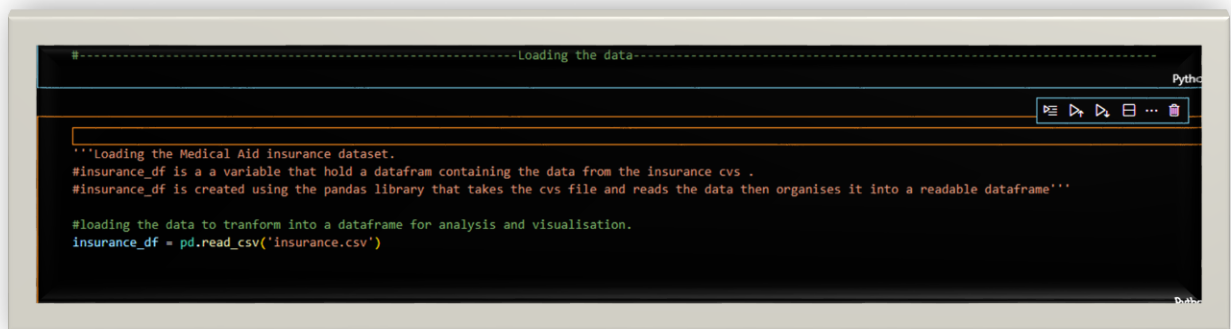 #----------------------------------------------------------------------------------------Loading the data---------------------------------------------------------------------------------------------------------
Pytho
'''Loading the Medical Aid insurance dataset.
#insurance_df is a a variable that hold a datafram containing the data from the insurance cvs .
#insurance_df is created using the pandas library that takes the cvs file and reads the data then organises it into a readable dataframe'''
#loading the data to tranform into a dataframe for analysis and visualisation.
insurance_df = pd.read_csv('insurance.csv')
Pytho